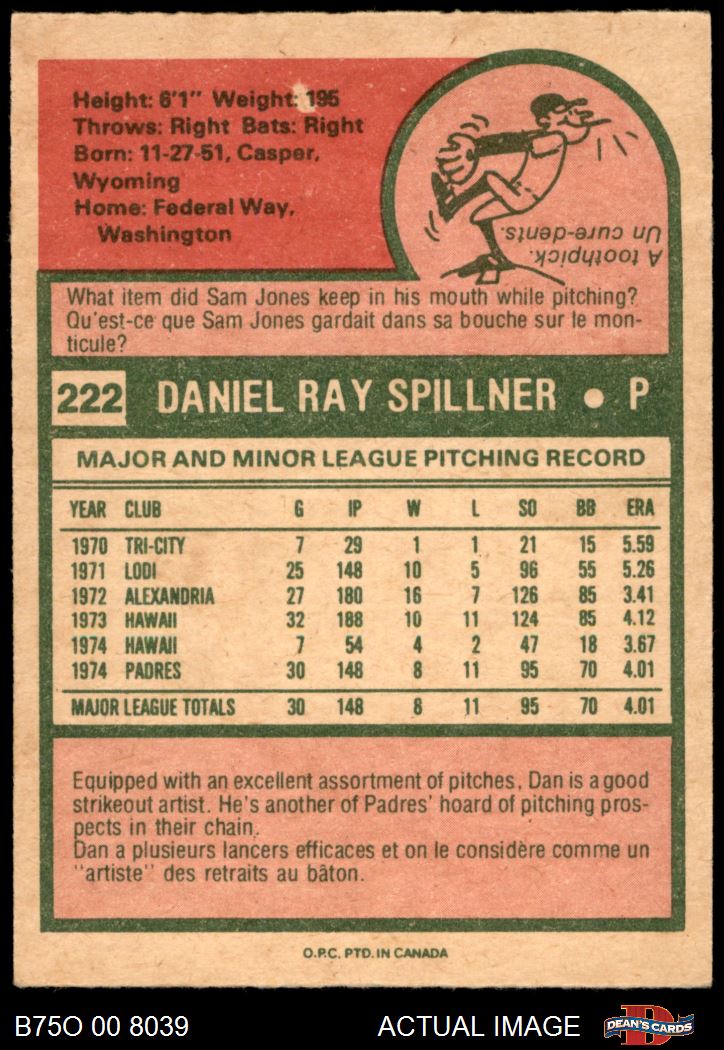 Height: 6'1" Weight: 195
Throws: Right Bats: Right
Born: 11-27-51, Casper,
Wyoming
Home: Federal Way,
Washington
A toothpick.
Un cure-dents.
What item did Sam Jones keep in his mouth while pitching?
Qu'est-ce que Sam Jones gardait dans sa bouche sur le mon-
ticule?
222 DANIEL RAY SPILLNER • P
MAJOR AND MINOR LEAGUE PITCHING RECORD
YEAR CLUB G IP W L SO BB ERA
1970 TRI-CITY 7 29 1 1 21 15 5.59
1971 LODI 25 148 10 5 96 55 5.26
1972 ALEXANDRIA 27 180 16 7 126 85 3.41
1973 HAWAII 32 188 10 11 124 85 4.12
1974 HAWAII 7 54 4 2 47 18 3.67
1974 PADRES 30 148 8 11 95 70 4.01
MAJOR LEAGUE TOTALS 30 148 8 11 95 70 4.01
Equipped with an excellent assortment of pitches, Dan is a good
strikeout artist. He's another of Padres' hoard of pitching pros-
pects in their chain.
Dan a plusieurs lancers efficaces et on le considère comme un
"artiste" des retraits au bâton.
O.P.C. PTD. IN CANADA
B75O 00 8039 ACTUAL IMAGE D DEAN'S CARDS